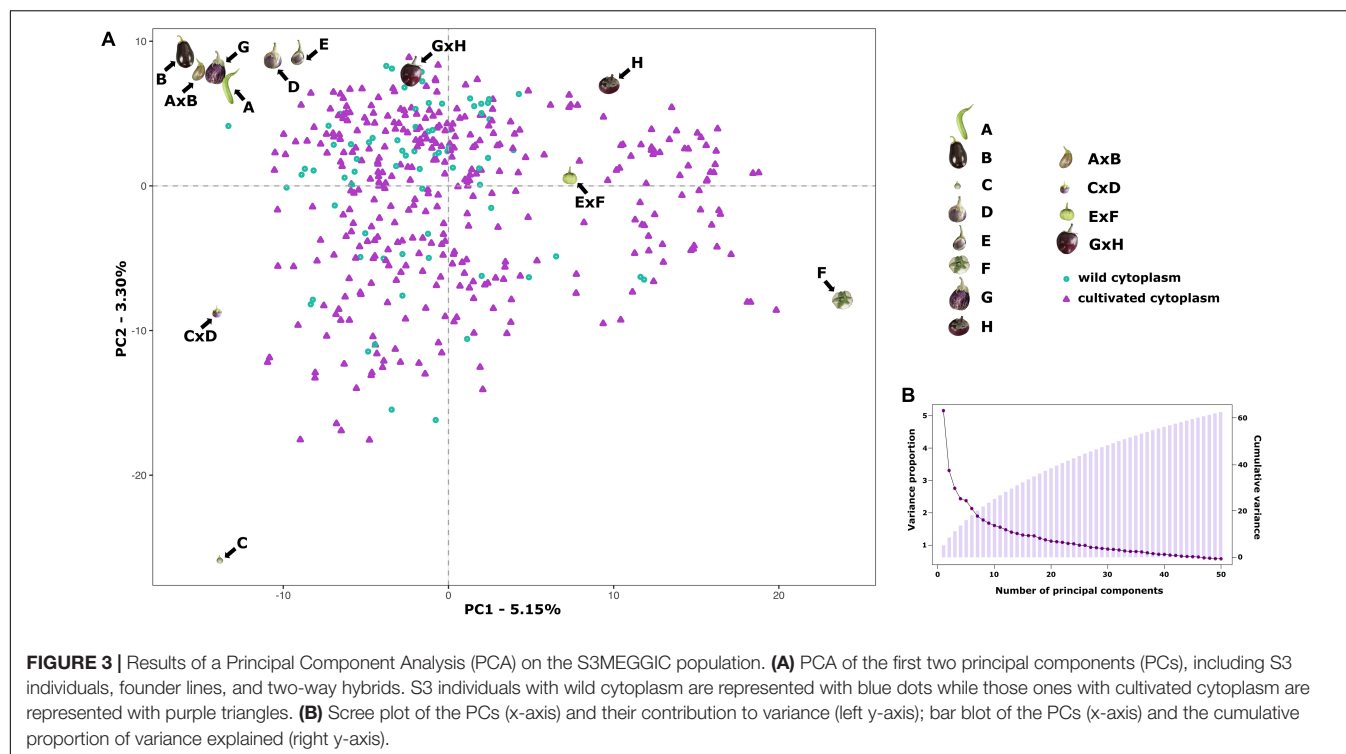 A
10
0
-10
-20
PC2 - 3.30%
B
AxB
G
A
D
E
GxH
H
ExF
F
CxD
C
-10
0
10
20
PC1 - 5.15%
A
B
C
D
E
F
G
H
AxB
CxD
ExF
GxH
wild cytoplasm
cultivated cytoplasm
B
5
4
3
2
1
Variance proportion
60
40
20
0
Cumulative variance
0
10
20
30
40
50
Number of principal components
FIGURE 3 | Results of a Principal Component Analysis (PCA) on the S3MEGGIC population. (A) PCA of the first two principal components (PCs), including S3
individuals, founder lines, and two-way hybrids. S3 individuals with wild cytoplasm are represented with blue dots while those ones with cultivated cytoplasm are
represented with purple triangles. (B) Scree plot of the PCs (x-axis) and their contribution to variance (left y-axis); bar blot of the PCs (x-axis) and the cumulative
proportion of variance explained (right y-axis).